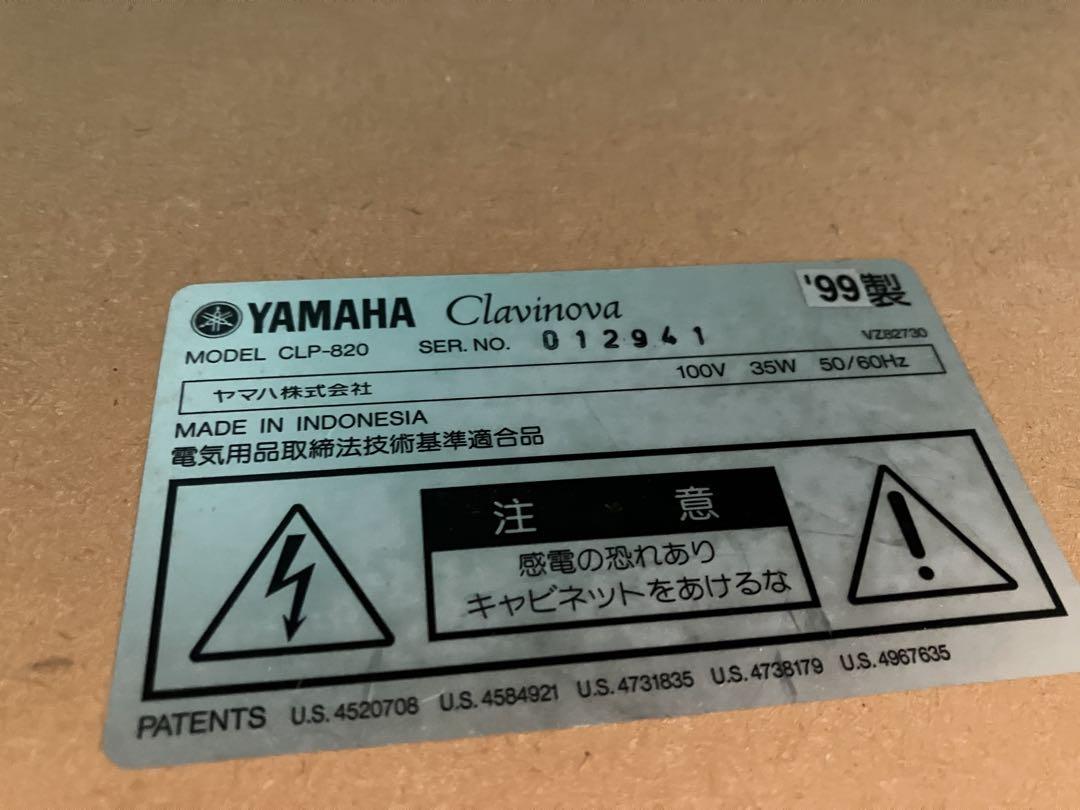 YAMAHA Clavinova '99製
MODEL CLP-820 SER. NO. 012941 VZ82730
ヤマハ株式会社 100V 35W 50/60Hz
MADE IN INDONESIA
電気用品取締法技術基準適合品
注意
感電の恐れあり
キャビネットをあけるな
PATENTS U.S. 4520708 U.S. 4584921 U.S. 4731835 U.S. 4738179 U.S. 4967635